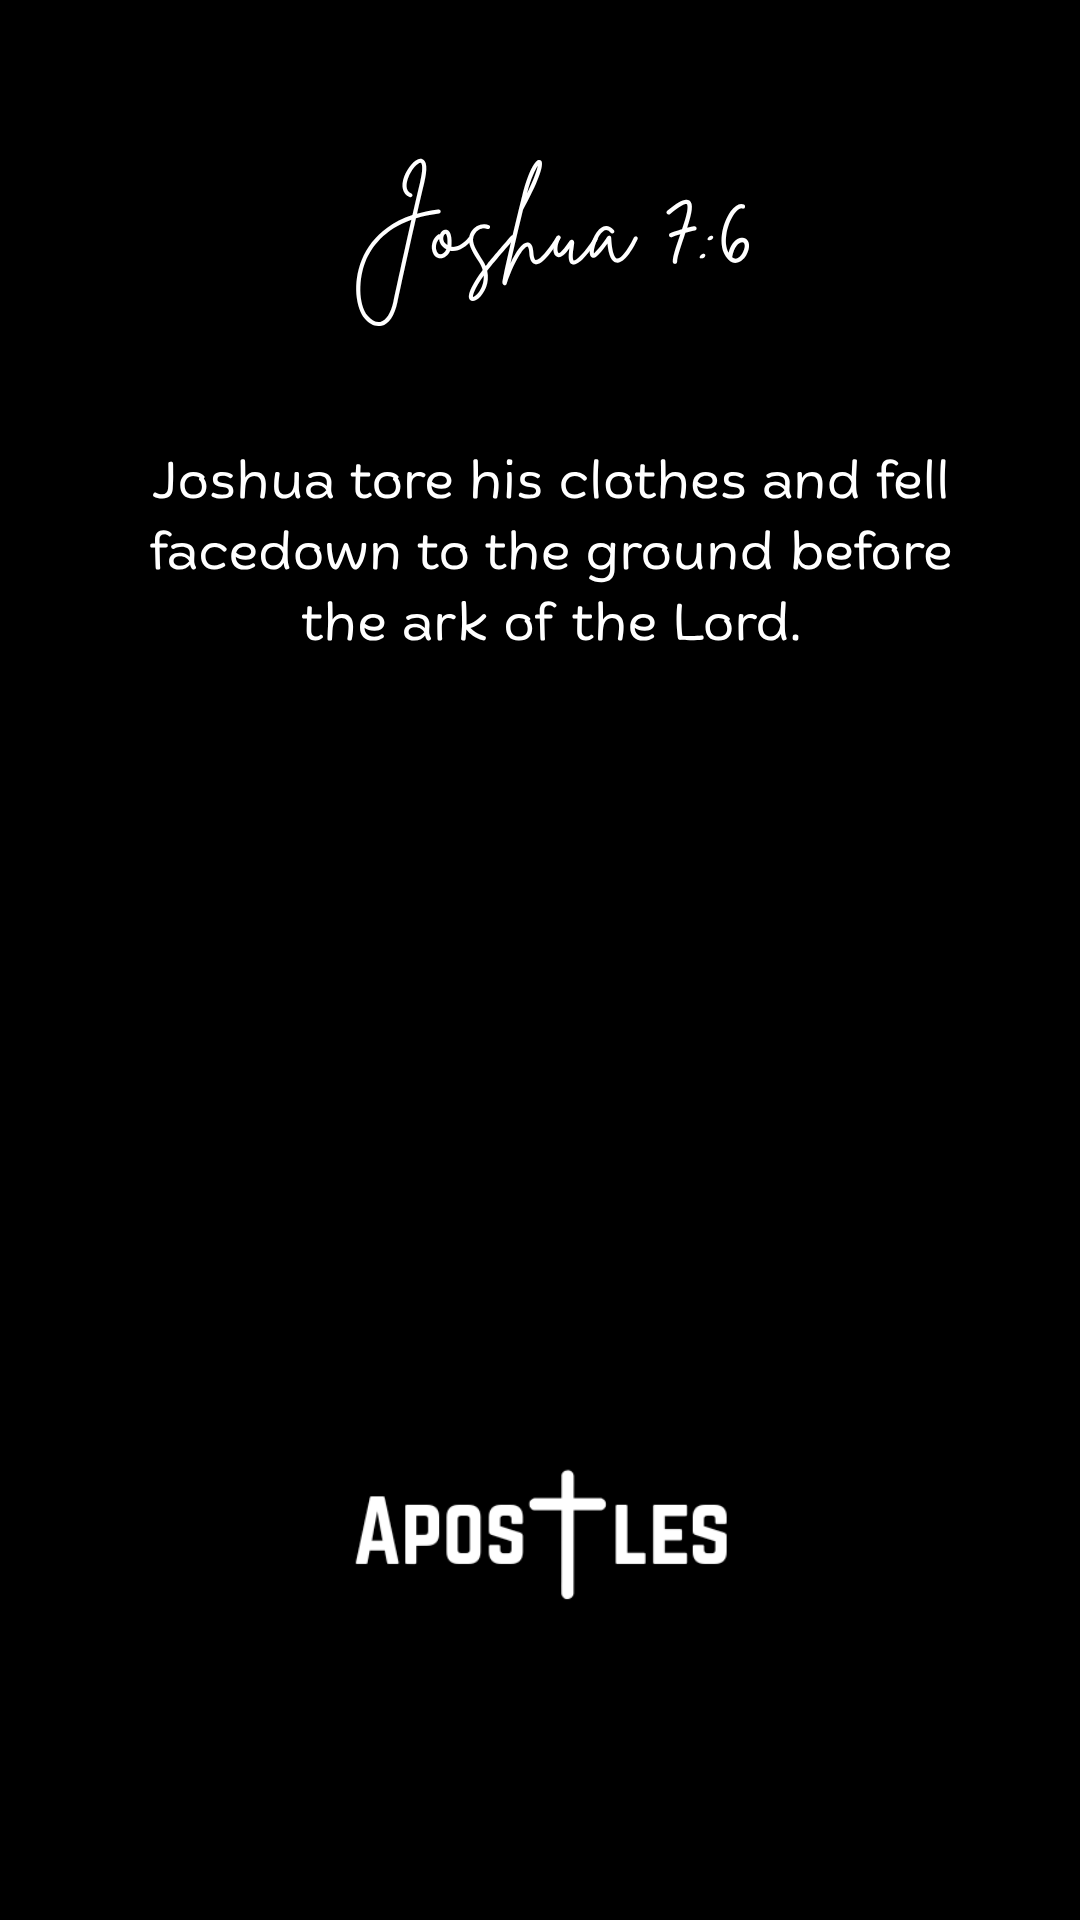 Joshua 7:6
Joshua tore his clothes and fell
facedown to the ground before
the ark of the Lord.
APOSTLES